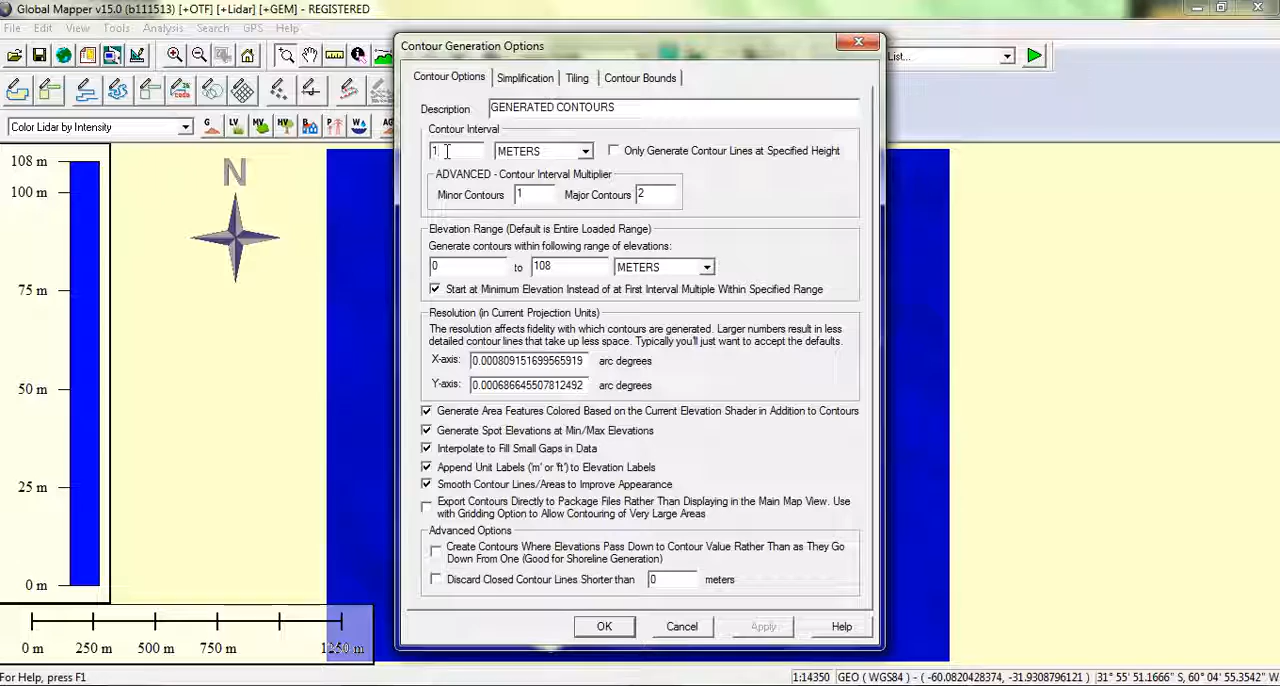 Global Mapper v15.0 (b111513) [+OTF] [+Lidar] [+GEM] - REGISTERED
File Edit View Tools Analysis Search GPS Help
List...
Color Lidar by Intensity
LV MV HV
108 m
100 m
75 m
50 m
25 m
0 m
N
0 m 250 m 500 m 750 m 1250 m
Contour Generation Options
Contour Options Simplification Tiling Contour Bounds
Description GENERATED CONTOURS
Contour Interval
1 METERS Only Generate Contour Lines at Specified Height
ADVANCED - Contour Interval Multiplier
Minor Contours 1 Major Contours 2
Elevation Range (Default is Entire Loaded Range)
Generate contours within following range of elevations:
0 to 108 METERS
Start at Minimum Elevation Instead of at First Interval Multiple Within Specified Range
Resolution (in Current Projection Units)
The resolution affects fidelity with which contours are generated. Larger numbers result in less
detailed contour lines that take up less space. Typically you'll just want to accept the defaults.
X-axis: 0.000809151699565919 arc degrees
Y-axis: 0.000686645507812492 arc degrees
Generate Area Features Colored Based on the Current Elevation Shader in Addition to Contours
Generate Spot Elevations at Min/Max Elevations
Interpolate to Fill Small Gaps in Data
Append Unit Labels ('m' or 'ft') to Elevation Labels
Smooth Contour Lines/Areas to Improve Appearance
Export Contours Directly to Package Files Rather Than Displaying in the Main Map View. Use
with Gridding Option to Allow Contouring of Very Large Areas
Advanced Options
Create Contours Where Elevations Pass Down to Contour Value Rather Than as They Go
Down From One (Good for Shoreline Generation)
Discard Closed Contour Lines Shorter than 0 meters
OK Cancel Apply Help
For Help, press F1
1:14350 GEO (WGS84) - ( -60.0820428374, -31.9308796121 ) 31° 55' 51.1666" S, 60° 04' 55.3542" W